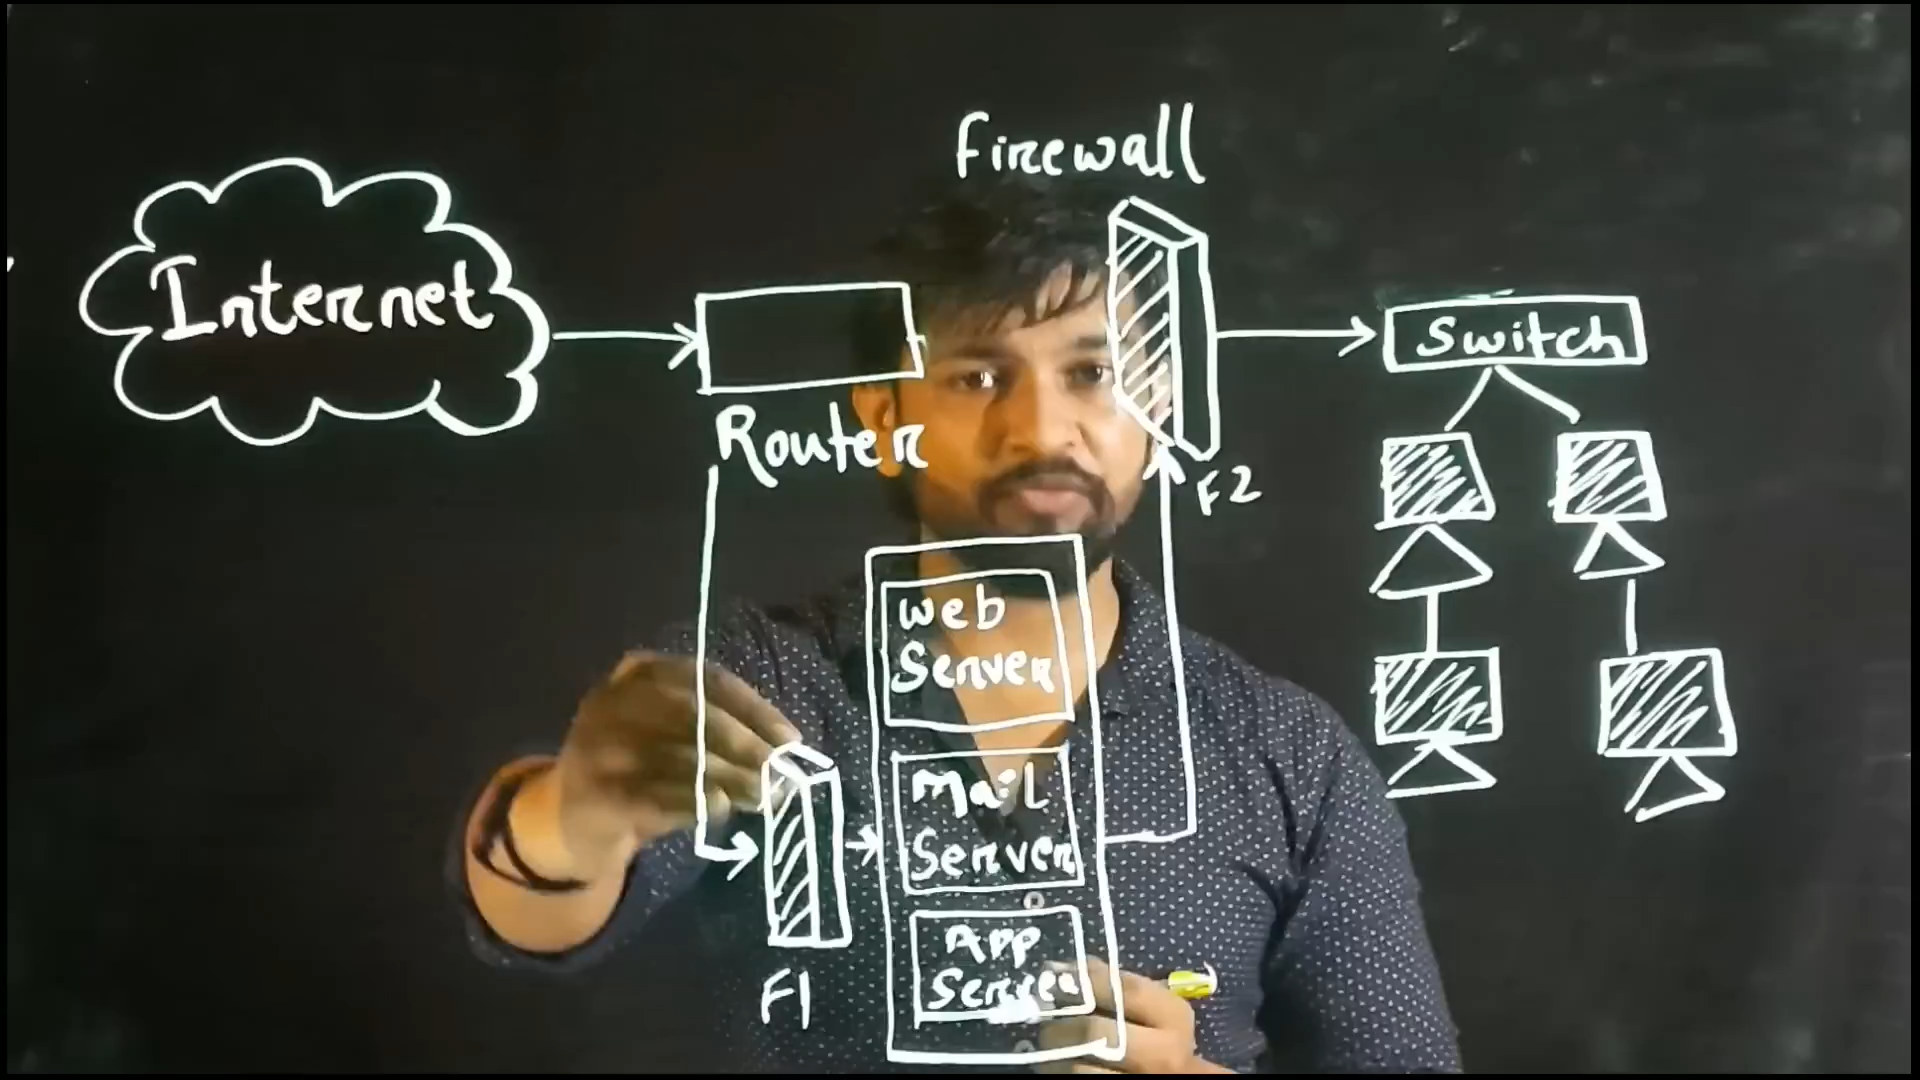 Firewall
Internet
Router
Switch
F2
Web
Server
Mail
Server
App
Server
F1